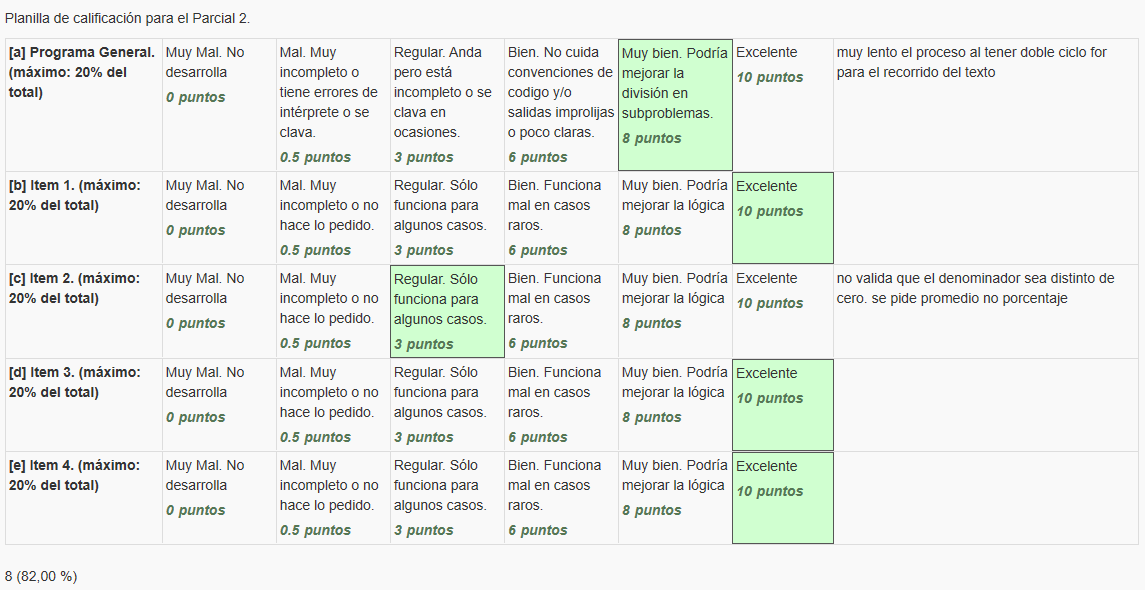 Planilla de calificación para el Parcial 2.
[a] Programa General.
(máximo: 20% del
total)
Muy Mal. No
desarrolla
0 puntos
Mal. Muy
incompleto o
tiene errores de
intérprete o se
clava.
0.5 puntos
Regular. Anda
pero está
incompleto o se
clava en
ocasiones.
3 puntos
Bien. No cuida
convenciones de
codigo y/o
salidas improlijas
o poco claras.
6 puntos
Muy bien. Podría
mejorar la
división en
subproblemas.
8 puntos
Excelente
10 puntos
muy lento el proceso al tener doble ciclo for
para el recorrido del texto
[b] Item 1. (máximo:
20% del total)
Muy Mal. No
desarrolla
0 puntos
Mal. Muy
incompleto o no
hace lo pedido.
0.5 puntos
Regular. Sólo
funciona para
algunos casos.
3 puntos
Bien. Funciona
mal en casos
raros.
6 puntos
Muy bien. Podría
mejorar la lógica
8 puntos
Excelente
10 puntos
[c] Item 2. (máximo:
20% del total)
Muy Mal. No
desarrolla
0 puntos
Mal. Muy
incompleto o no
hace lo pedido.
0.5 puntos
Regular. Sólo
funciona para
algunos casos.
3 puntos
Bien. Funciona
mal en casos
raros.
6 puntos
Muy bien. Podría
mejorar la lógica
8 puntos
Excelente
10 puntos
no valida que el denominador sea distinto de
cero. se pide promedio no porcentaje
[d] Item 3. (máximo:
20% del total)
Muy Mal. No
desarrolla
0 puntos
Mal. Muy
incompleto o no
hace lo pedido.
0.5 puntos
Regular. Sólo
funciona para
algunos casos.
3 puntos
Bien. Funciona
mal en casos
raros.
6 puntos
Muy bien. Podría
mejorar la lógica
8 puntos
Excelente
10 puntos
[e] Item 4. (máximo:
20% del total)
Muy Mal. No
desarrolla
0 puntos
Mal. Muy
incompleto o no
hace lo pedido.
0.5 puntos
Regular. Sólo
funciona para
algunos casos.
3 puntos
Bien. Funciona
mal en casos
raros.
6 puntos
Muy bien. Podría
mejorar la lógica
8 puntos
Excelente
10 puntos
8 (82,00 %)